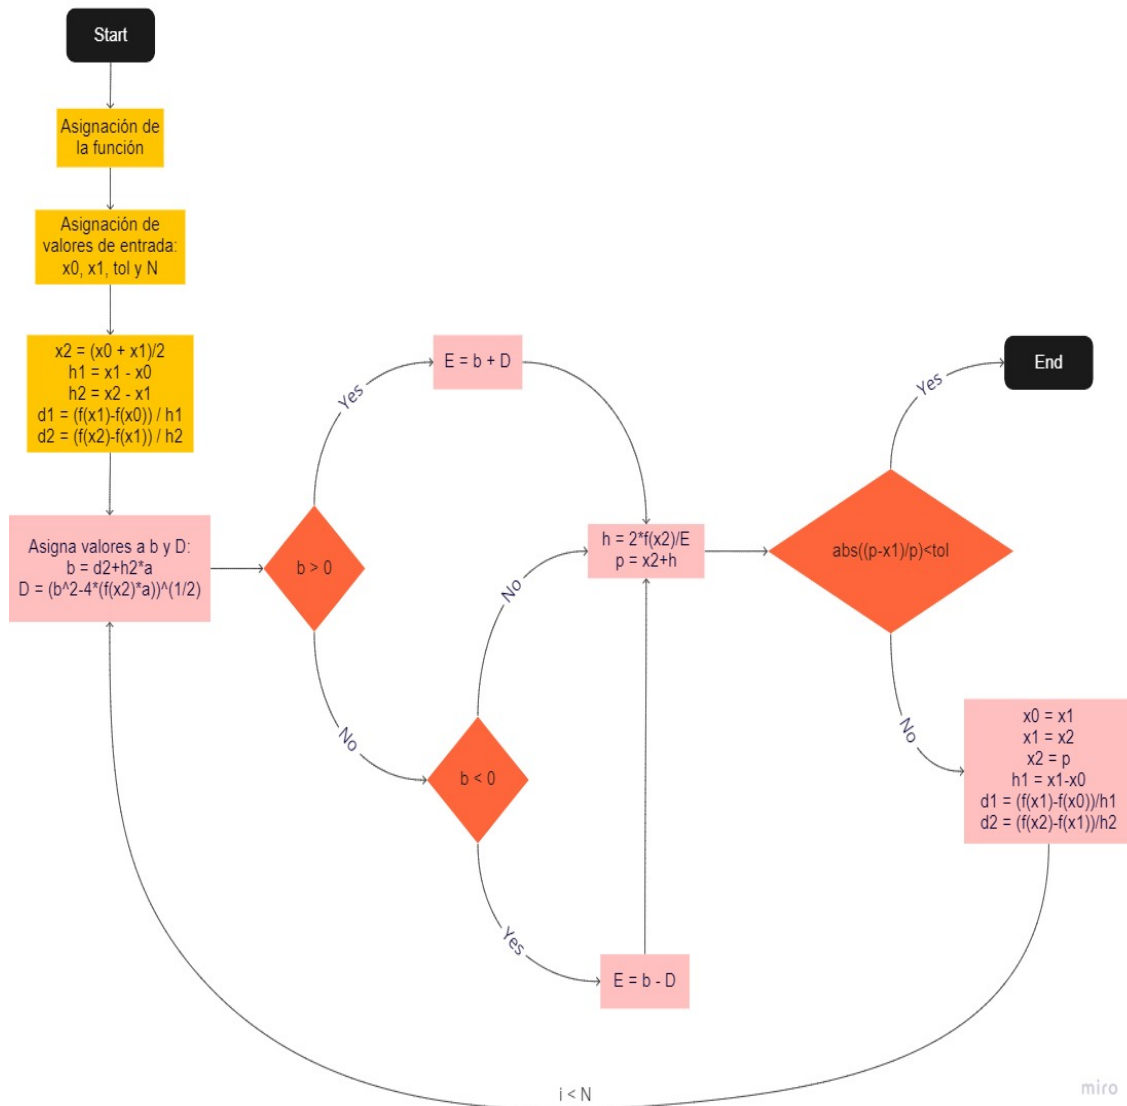 Start
Asignación de
la función
Asignación de
valores de entrada:
x0, x1, tol y N
x2 = (x0 + x1)/2
h1 = x1 - x0
h2 = x2 - x1
d1 = (f(x1)-f(x0)) / h1
d2 = (f(x2)-f(x1)) / h2
Asigna valores a b y D:
b = d2+h2*a
D = (b^2-4*(f(x2)*a))^(1/2)
b > 0
Yes
E = b + D
No
b < 0
No
Yes
E = b - D
h = 2*f(x2)/E
p = x2+h
abs((p-x1)/p)<tol
Yes
End
No
x0 = x1
x1 = x2
x2 = p
h1 = x1-x0
d1 = (f(x1)-f(x0))/h1
d2 = (f(x2)-f(x1))/h2
i < N
miro